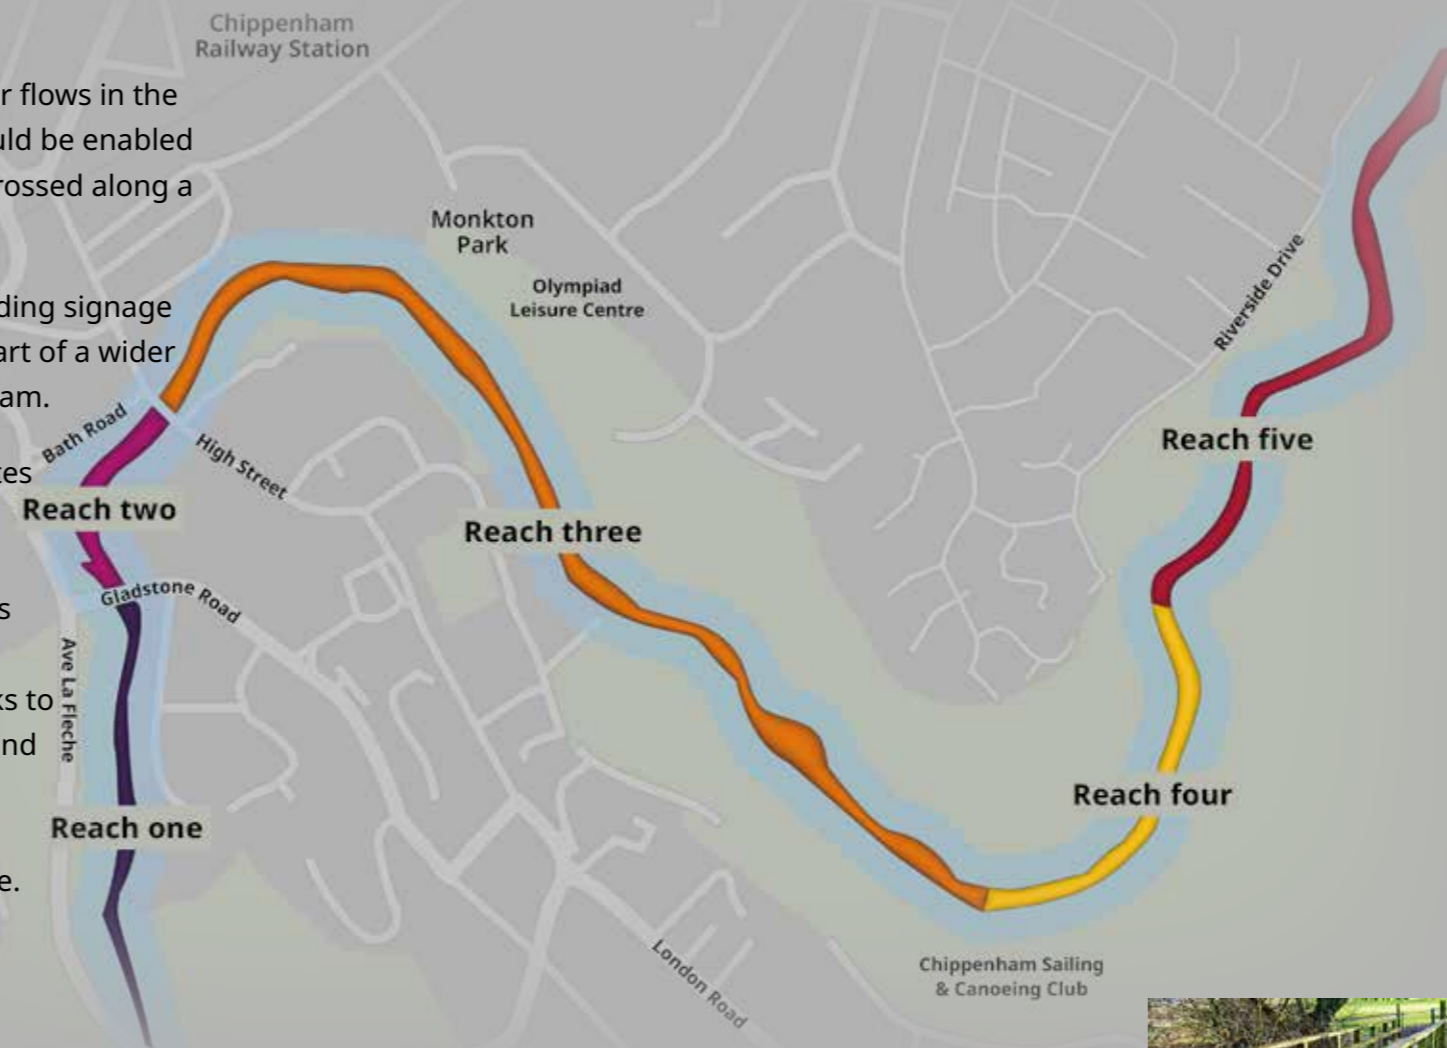 r flows in the
uld be enabled
rossed along a
ding signage
art of a wider
am.
tes
s
ks to
nd
e.
Chippenham
Railway Station
Monkton
Park
Olympiad
Leisure Centre
Riverside Drive
Bath Road
High Street
Reach two
Reach three
Reach five
Gladstone Road
Ave La Fleche
Reach four
Reach one
London Road
Chippenham Sailing
& Canoeing Club